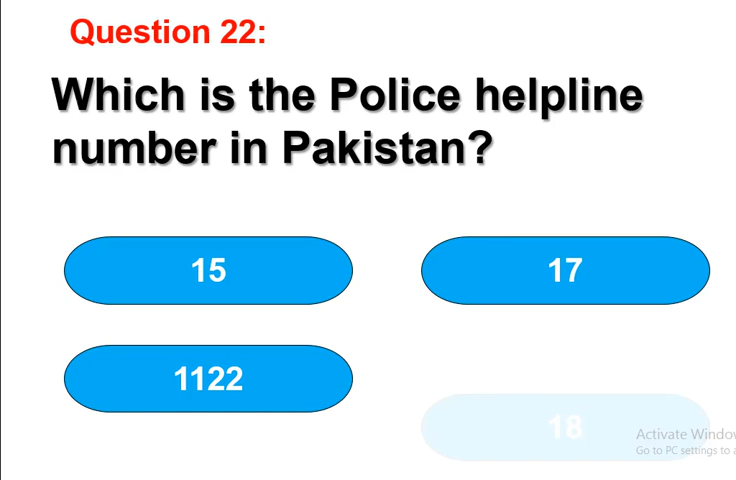 Question 22:
Which is the Police helpline
number in Pakistan?
15
17
1122
18
Activate Window
Go to PC settings to a